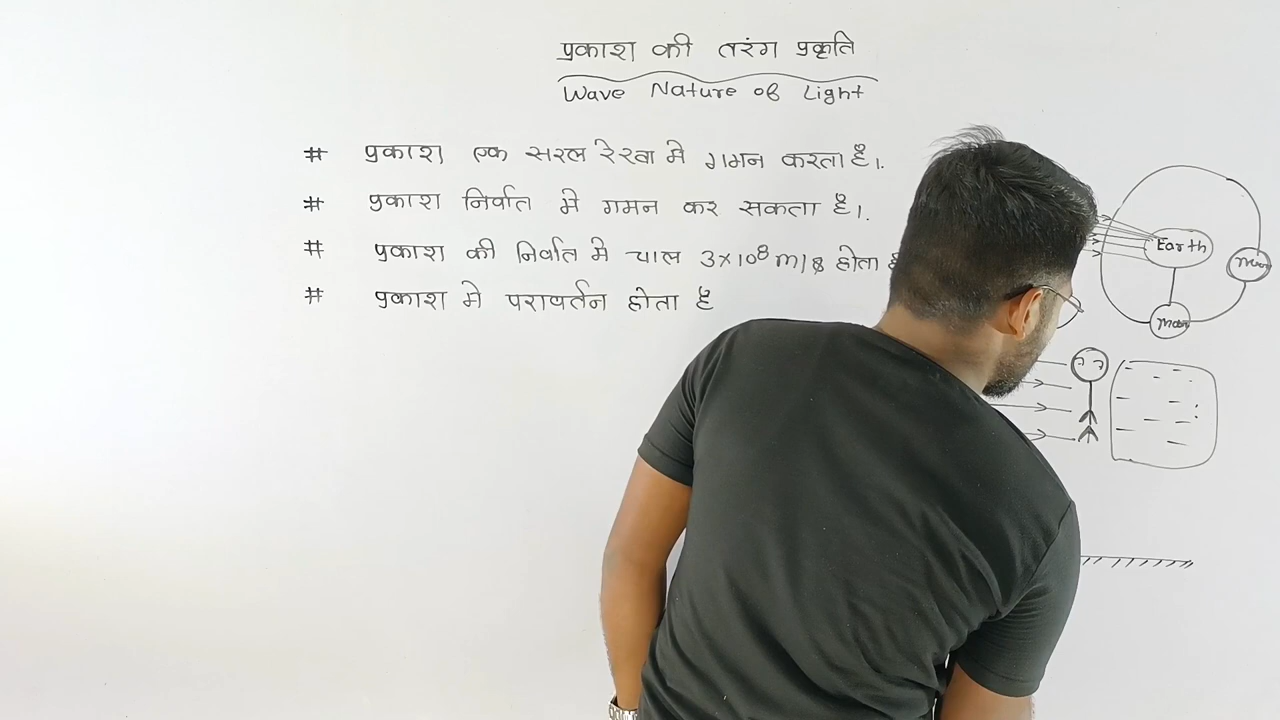 प्रकाश की तरंग प्रकृति
Wave Nature of Light
# प्रकाश एक सरल रेखा मे गमन करता है।
# प्रकाश निर्वात मे गमन कर सकता है।
# प्रकाश की निर्वात मे चाल 3×10⁸ m/s होता
# प्रकाश मे परावर्तन होता है
Earth
Moon
Moon